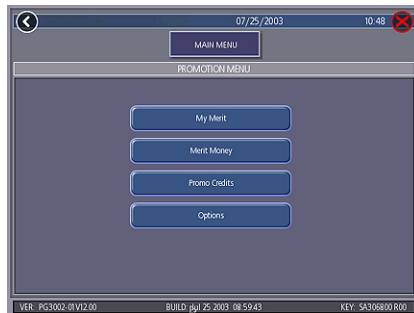 07/25/2003 10:48
MAIN MENU
PROMOTION MENU
My Merit
Merit Money
Promo Credits
Options
VER: PG3002-01V12.00 BUILD: Jul 25 2003 08:59:43 KEY: SA306800 R00